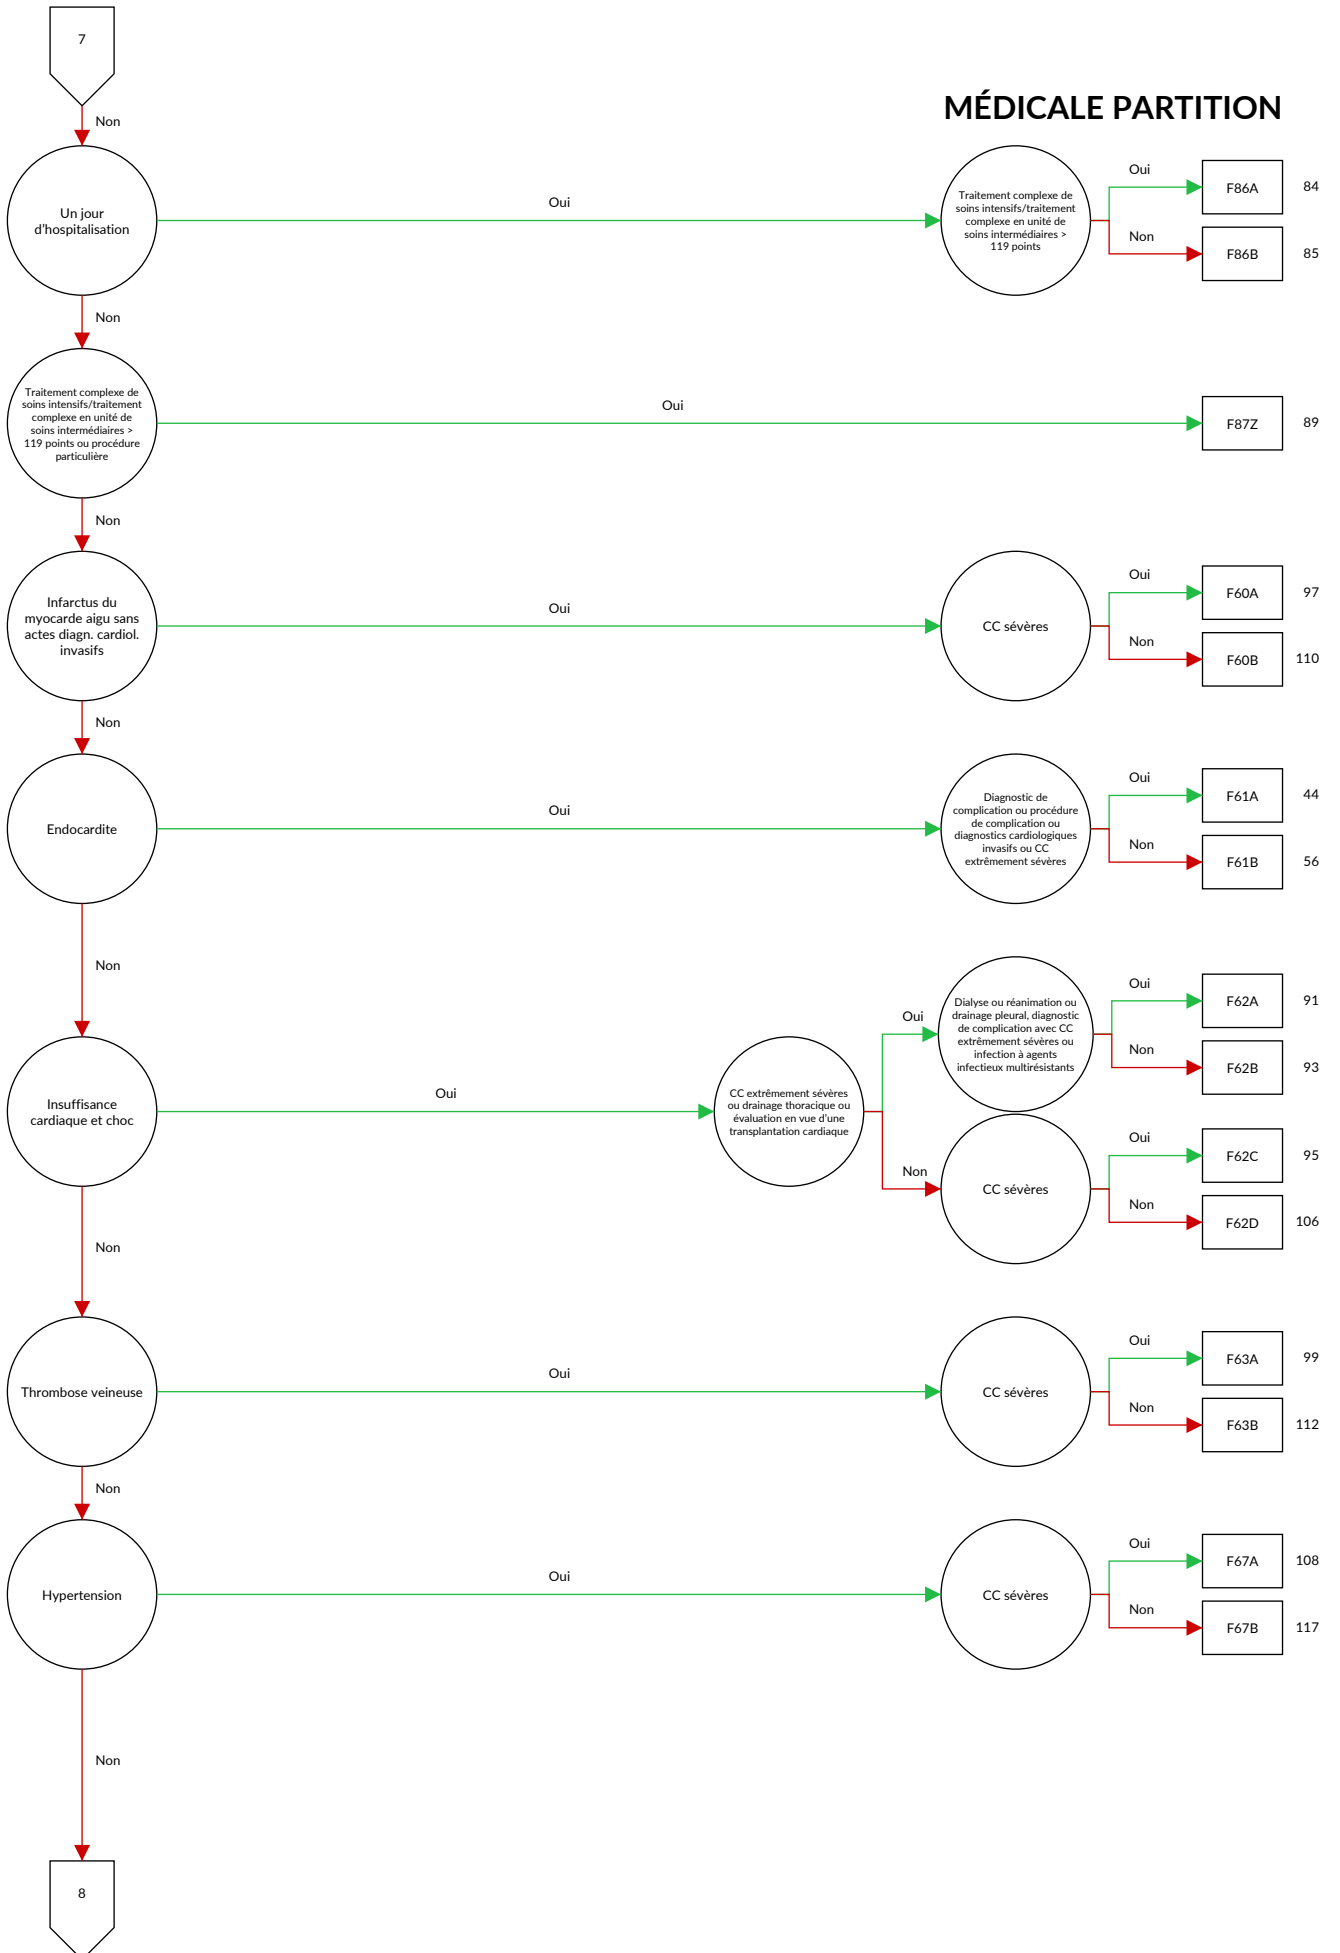 7
Non
MÉDICALE PARTITION
Un jour
d'hospitalisation
Oui
Traitement complexe de
soins intensifs/traitement
complexe en unité de
soins intermédiaires >
119 points
Oui
F86A
84
Non
F86B
85
Non
Traitement complexe de
soins intensifs/traitement
complexe en unité de
soins intermédiaires >
119 points ou procédure
particulière
Oui
F87Z
89
Non
Infarctus du
myocarde aigu sans
actes diagn. cardiol.
invasifs
Oui
CC sévères
Oui
F60A
97
Non
F60B
110
Non
Endocardite
Oui
Diagnostic de
complication ou procédure
de complication ou
diagnostics cardiologiques
invasifs ou CC
extrêmement sévères
Oui
F61A
44
Non
F61B
56
Non
Insuffisance
cardiaque et choc
Oui
CC extrêmement sévères
ou drainage thoracique ou
évaluation en vue d'une
transplantation cardiaque
Oui
Dialyse ou réanimation ou
drainage pleural, diagnostic
de complication avec CC
extrêmement sévères ou
infection à agents
infectieux multirésistants
Oui
F62A
91
Non
F62B
93
Non
CC sévères
Oui
F62C
95
Non
F62D
106
Non
Thrombose veineuse
Oui
CC sévères
Oui
F63A
99
Non
F63B
112
Non
Hypertension
Oui
CC sévères
Oui
F67A
108
Non
F67B
117
Non
8